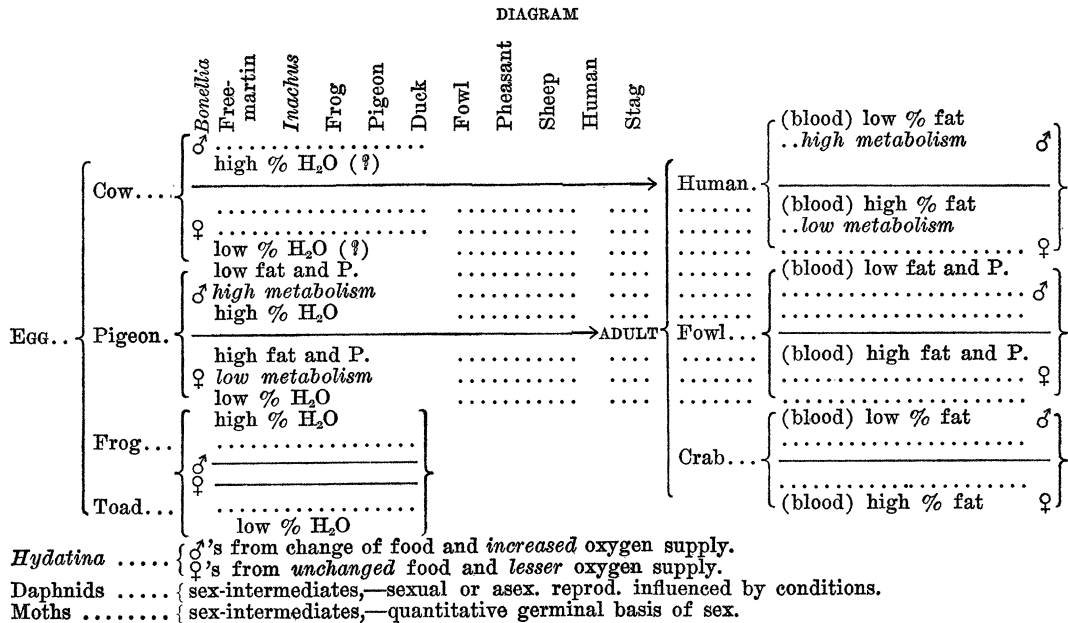 DIAGRAM
Bonellia
Free-martin
Inachus
Frog
Pigeon
Duck
Fowl
Pheasant
Sheep
Human
Stag
EGG..
Cow....
♂ ....................
high % H₂O (?)
....................
♀ ....................
low % H₂O (?)
Pigeon.
low fat and P.
♂ high metabolism
high % H₂O
high fat and P.
♀ low metabolism
low % H₂O
Frog...
high % H₂O
....................
♂
♀
Toad...
....................
low % H₂O
ADULT
Human.
(blood) low % fat
..high metabolism ♂
(blood) high % fat
..low metabolism
.................... ♀
Fowl...
(blood) low fat and P.
.................... ♂
(blood) high fat and P.
.................... ♀
Crab...
(blood) low % fat ♂
....................
....................
(blood) high % fat ♀
Hydatina ..... ♂'s from change of food and increased oxygen supply.
♀'s from unchanged food and lesser oxygen supply.
Daphnids ..... { sex-intermediates,—sexual or asex. reprod. influenced by conditions.
Moths ........ { sex-intermediates,—quantitative germinal basis of sex.